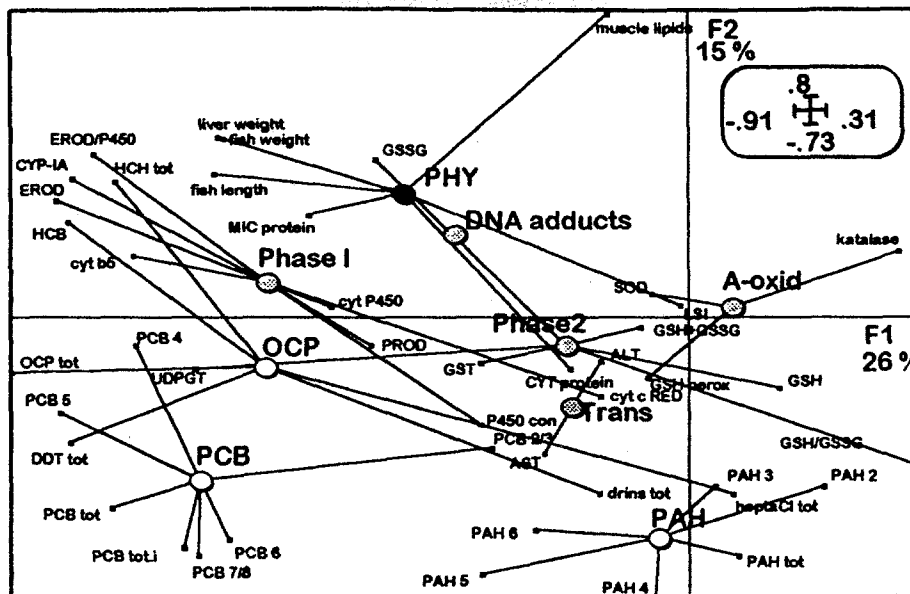 F2
15 %
muscle lipids
.8
-.91
.31
-.73
liver weight
fish weight
EROD/P450
GSSG
CYP-IA
HCH tot
PHY
EROD
fish length
MIC protein
DNA adducts
HCB
katalase
cyt b5
Phase I
SOD
A-oxid
cyt P450
LSI
Phase2
GSH+GSSG
F1
26 %
PCB 4
PROD
OCP
ALT
OCP tot
UDPGT
GST
CYT protein
GSH perox
GSH
cyt c RED
PCB 5
Trans
P450 con
PCB 2/3
GSH/GSSG
DDT tot
PCB
AST
PAH 3
PAH 2
drins tot
heptaCl tot
PCB tot
PAH
PAH 6
PCB tot.i
PCB 6
PCB 7/8
PAH tot
PAH 5
PAH 4